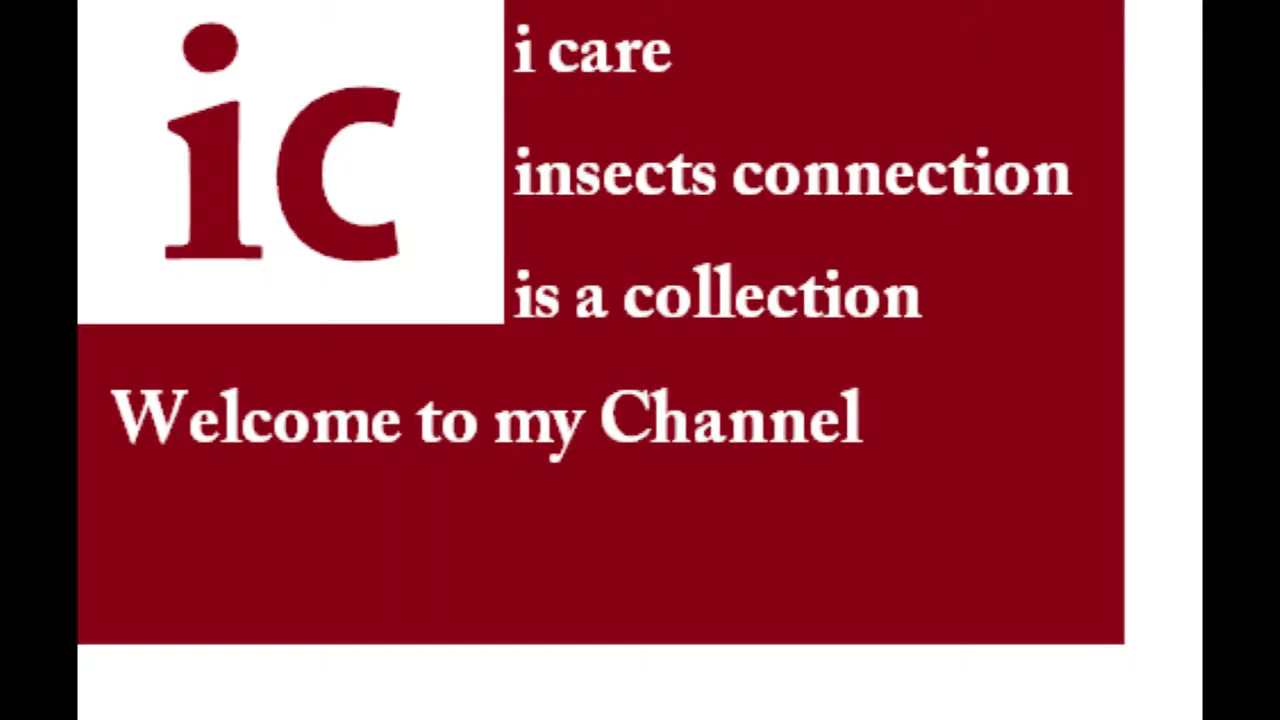 ic
i care
insects connection
is a collection
Welcome to my Channel